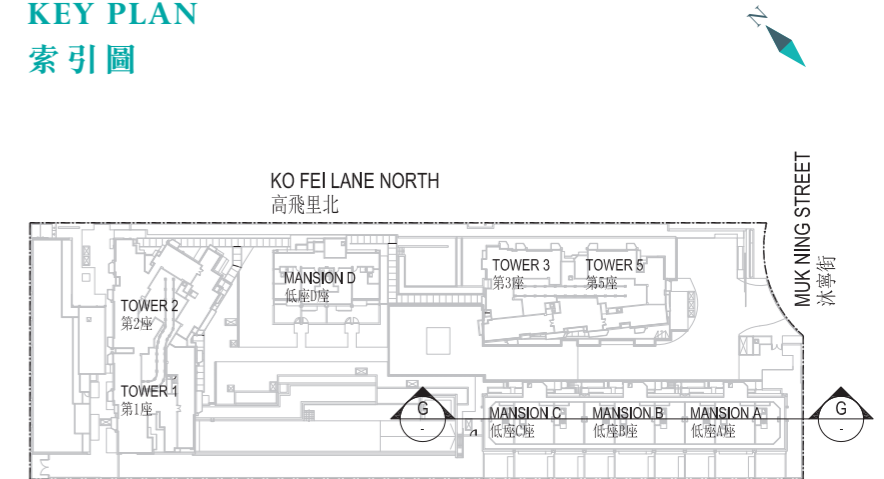 KEY PLAN
索引圖
N
KO FEI LANE NORTH
高飛里北
MUK NING STREET
沐寧街
TOWER 3
第3座
TOWER 5
第5座
MANSION D
低座D座
TOWER 2
第2座
TOWER 1
第1座
G
-
MANSION C
低座C座
MANSION B
低座B座
MANSION A
低座A座
G
-